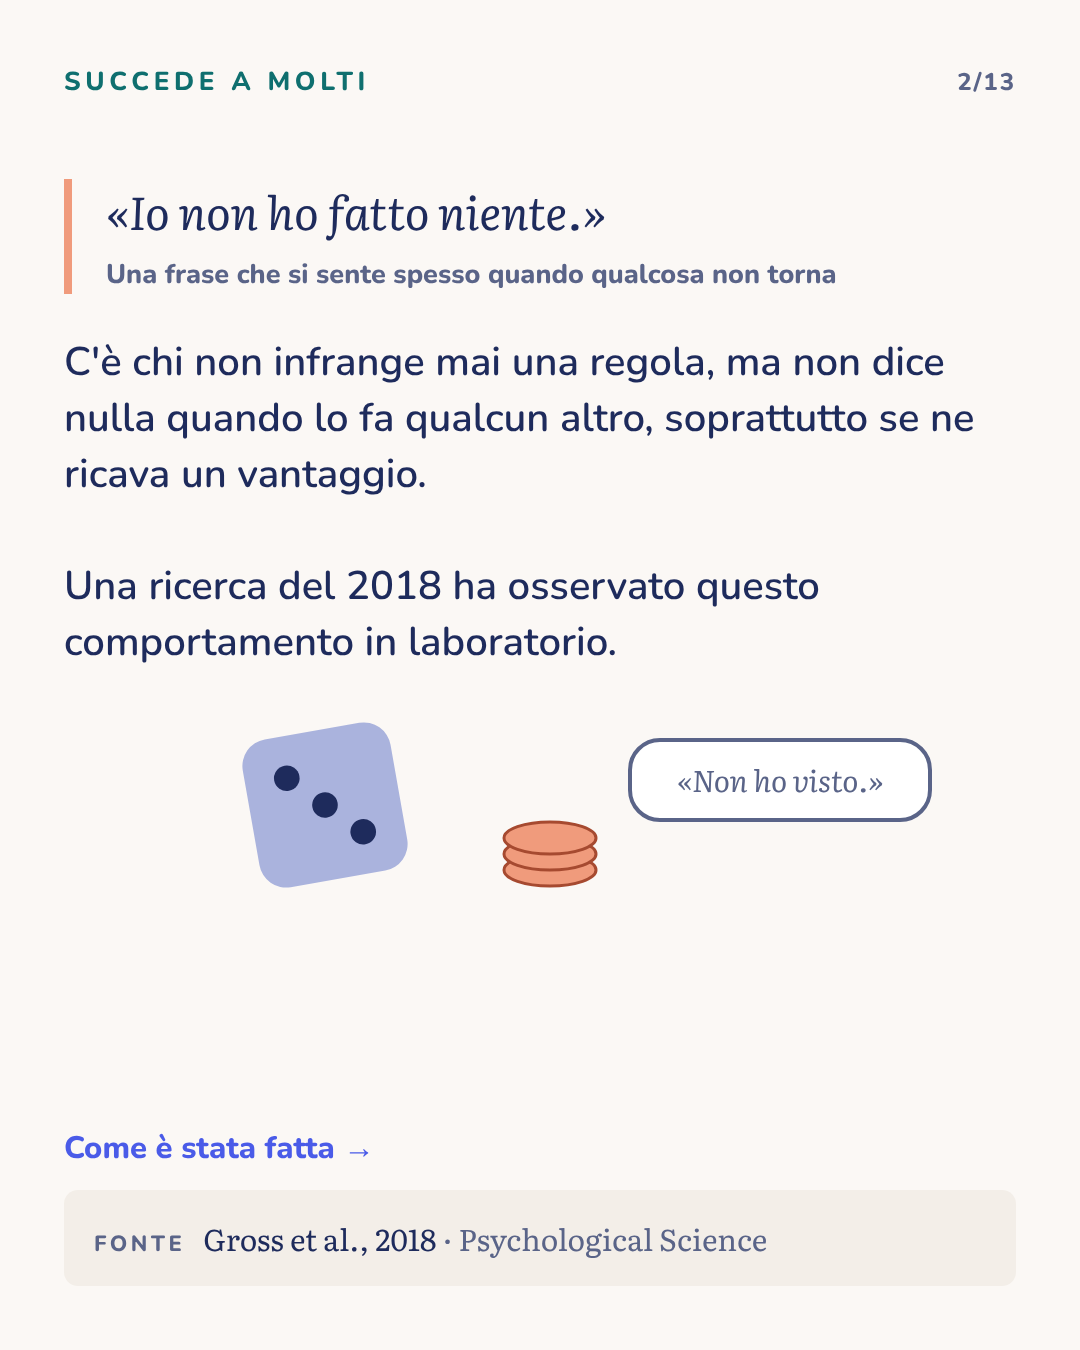 SUCCEDE A MOLTI
2/13
«Io non ho fatto niente.»
Una frase che si sente spesso quando qualcosa non torna
C'è chi non infrange mai una regola, ma non dice
nulla quando lo fa qualcun altro, soprattutto se ne
ricava un vantaggio.
Una ricerca del 2018 ha osservato questo
comportamento in laboratorio.
«Non ho visto.»
Come è stata fatta →
FONTE Gross et al., 2018 · Psychological Science